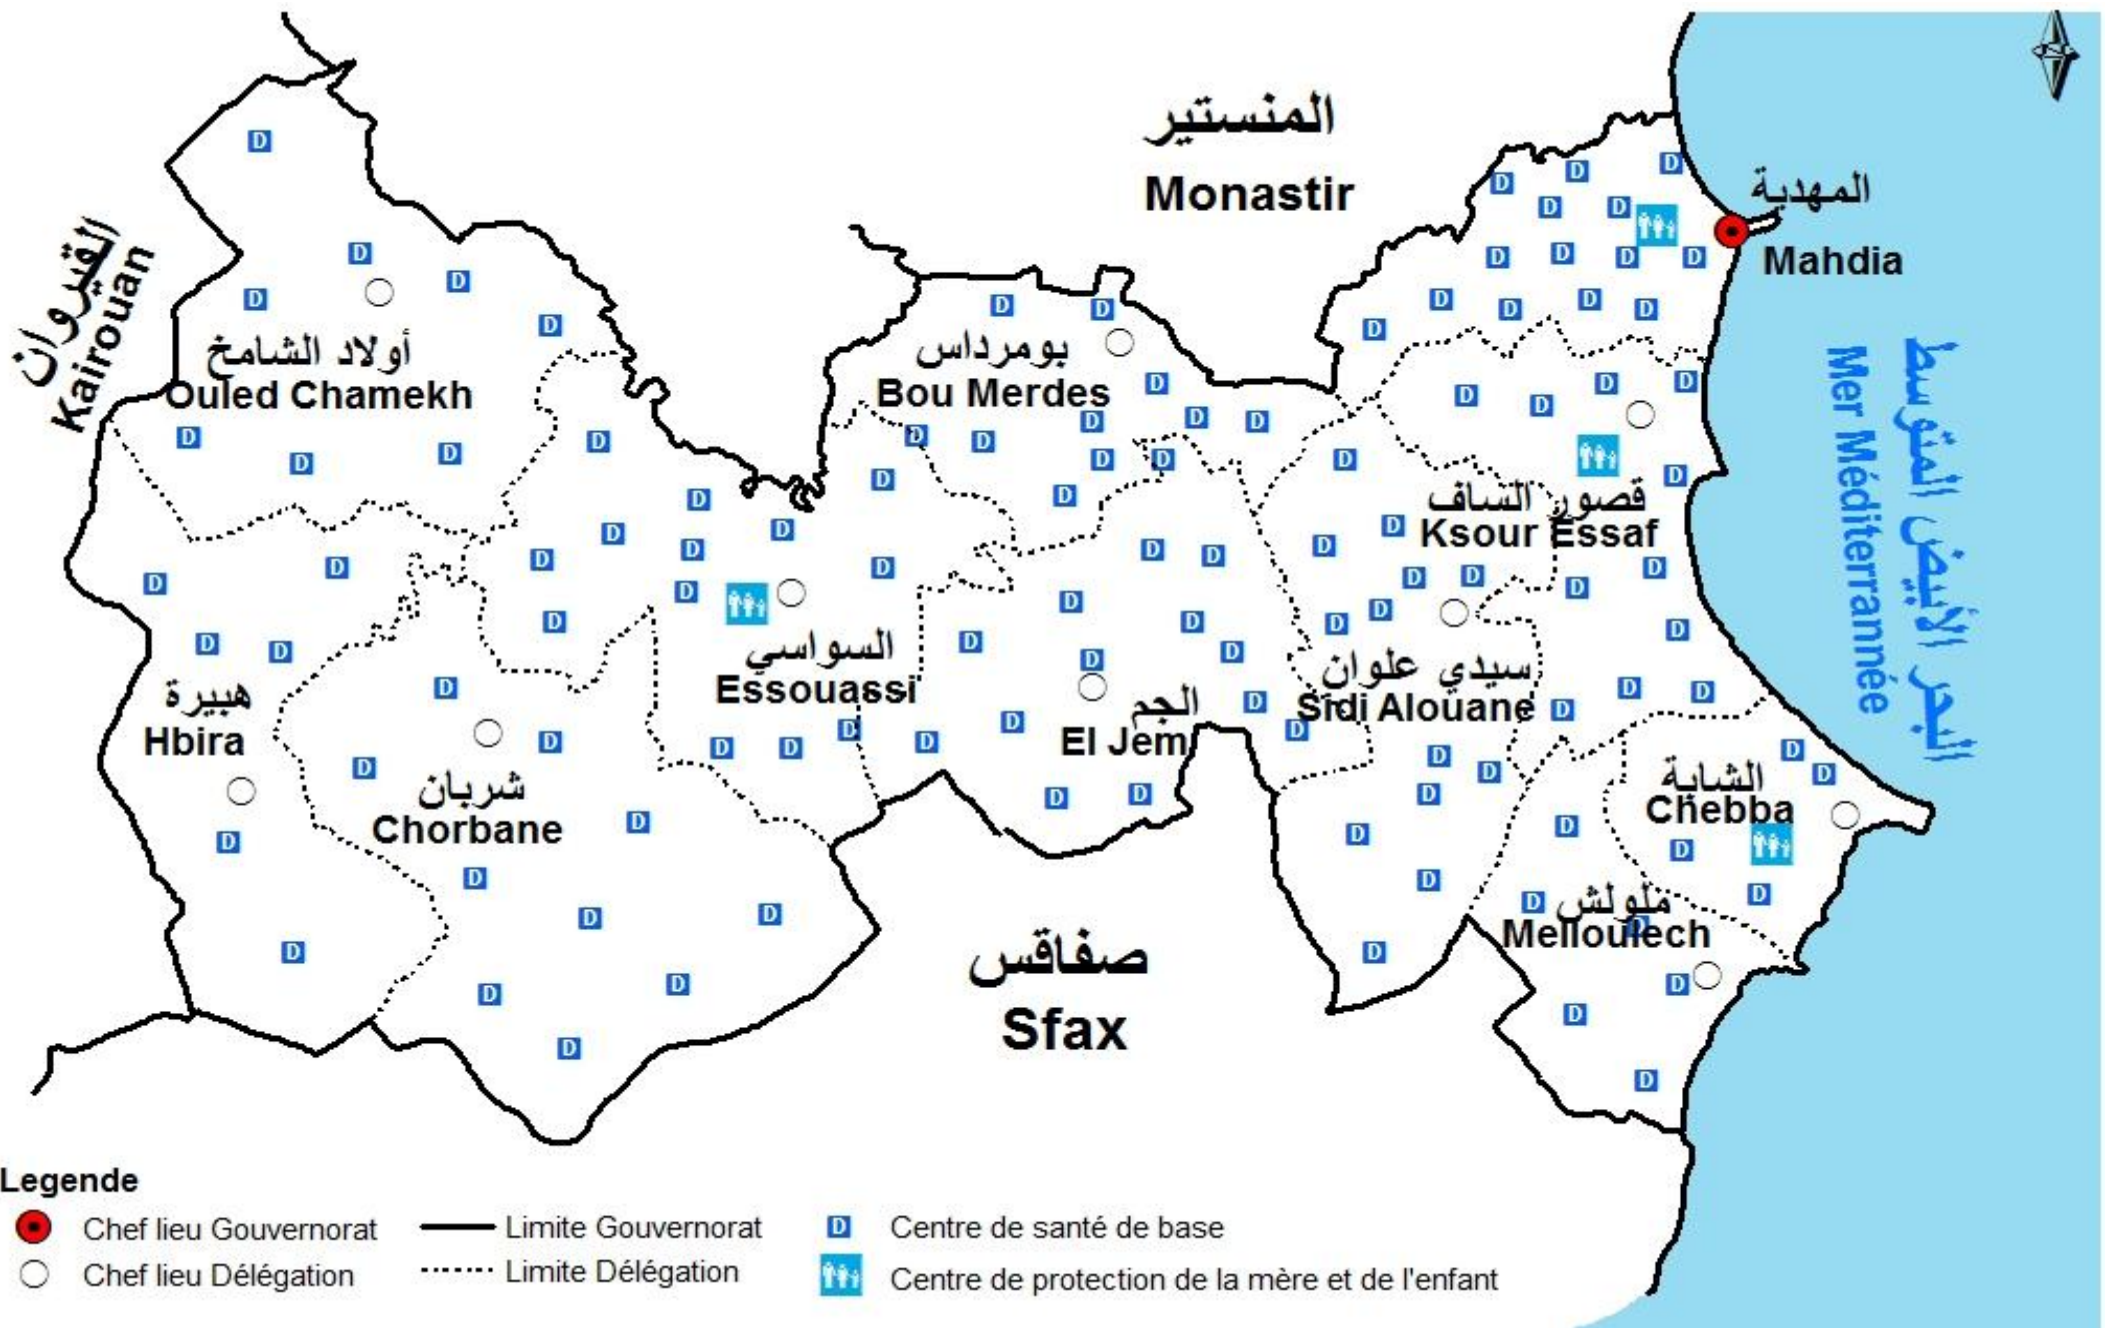 المنستير
Monastir
المهدية
Mahdia
القيروان
Kairouan
أولاد الشامخ
Ouled Chamekh
بومرداس
Bou Merdes
البحر الأبيض المتوسط
Mer Méditerrannée
قصور الساف
Ksour Essaf
السواسي
Essouassi
سيدي علوان
Sidi Alouane
هبيرة
Hbira
الجم
El Jem
شربان
Chorbane
الشابة
Chebba
ملولش
Melloulech
صفاقس
Sfax
Legende
Chef lieu Gouvernorat
Limite Gouvernorat
D Centre de santé de base
Chef lieu Délégation
Limite Délégation
Centre de protection de la mère et de l'enfant